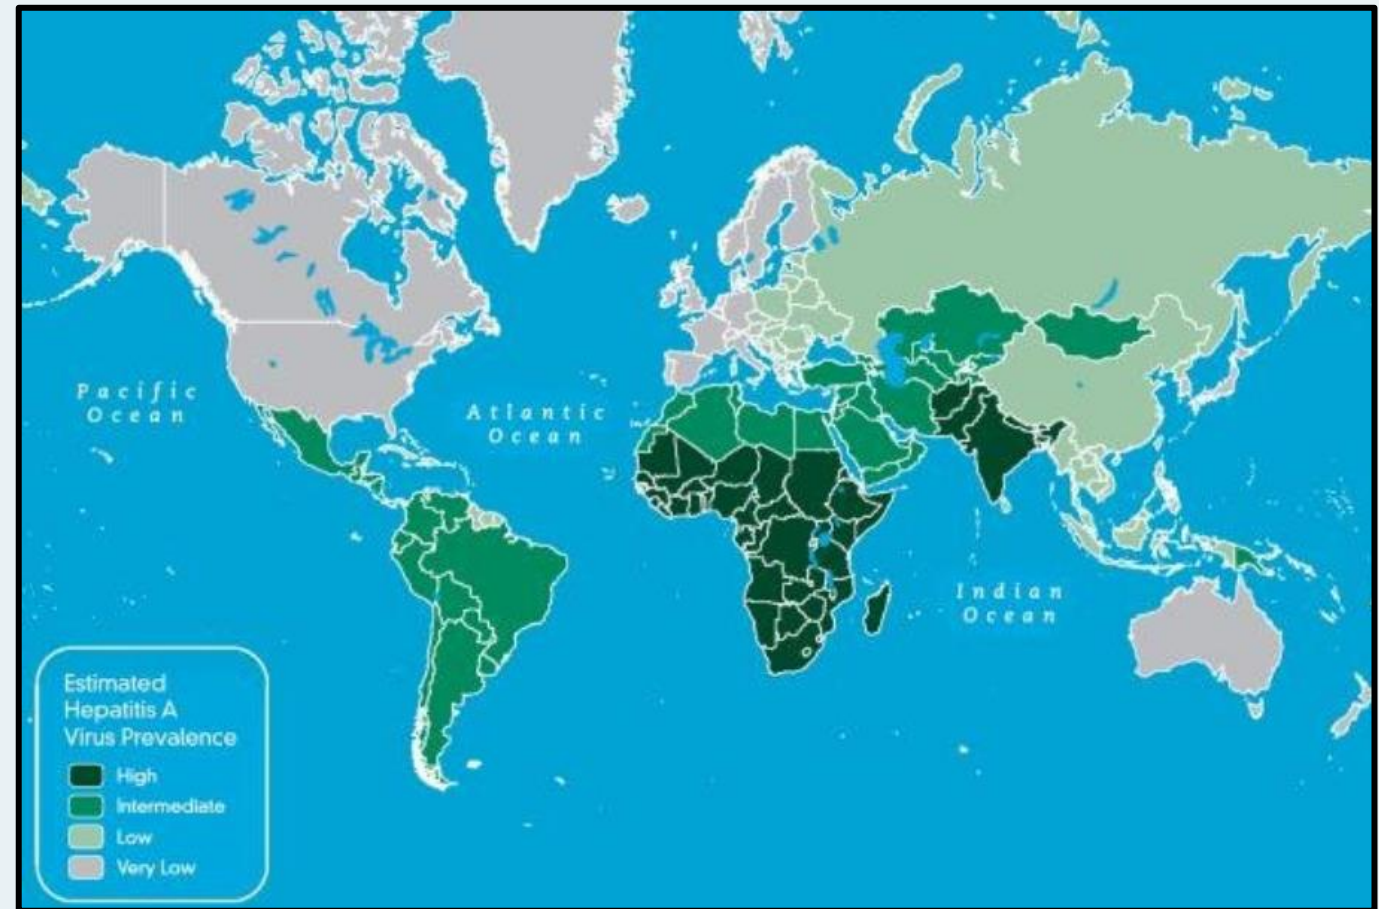 Pacific
Ocean
Atlantic
Ocean
Indian
Ocean
Estimated
Hepatitis A
Virus Prevalence
High
Intermediate
Low
Very Low